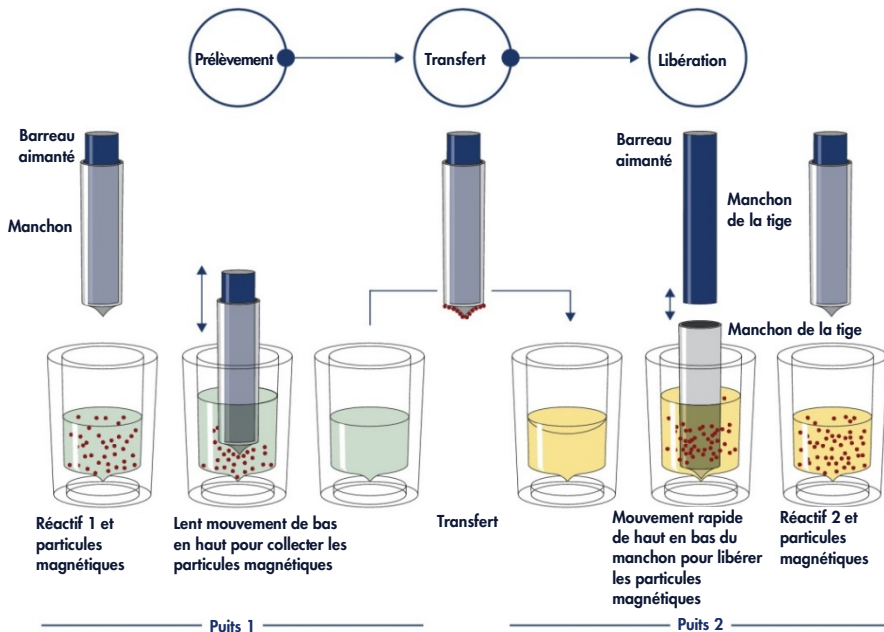 Prélèvement
Transfert
Libération
Barreau
aimanté
Manchon
Barreau
aimanté
Manchon
de la tige
Manchon de la tige
Réactif 1 et
particules
magnétiques
Lent mouvement de bas
en haut pour collecter les
particules magnétiques
Transfert
Mouvement rapide
de haut en bas du
manchon pour libérer
les particules
magnétiques
Réactif 2 et
particules
magnétiques
Puits 1
Puits 2